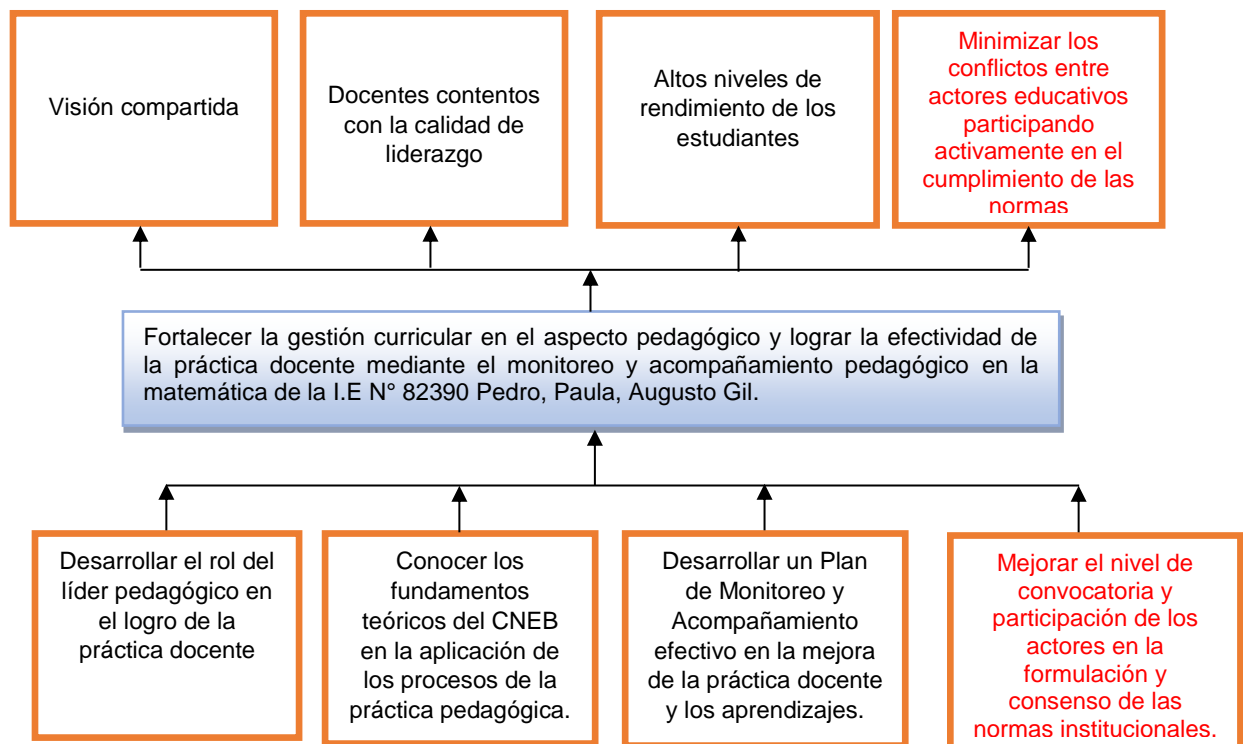 Visión compartida
Docentes contentos
con la calidad de
liderazgo
Altos niveles de
rendimiento de los
estudiantes
Minimizar los
conflictos entre
actores educativos
participando
activamente en el
cumplimiento de las
normas
Fortalecer la gestión curricular en el aspecto pedagógico y lograr la efectividad de
la práctica docente mediante el monitoreo y acompañamiento pedagógico en la
matemática de la I.E N° 82390 Pedro, Paula, Augusto Gil.
Desarrollar el rol del
líder pedagógico en
el logro de la
práctica docente
Conocer los
fundamentos
teóricos del CNEB
en la aplicación de
los procesos de la
práctica pedagógica.
Desarrollar un Plan
de Monitoreo y
Acompañamiento
efectivo en la mejora
de la práctica docente
y los aprendizajes.
Mejorar el nivel de
convocatoria y
participación de los
actores en la
formulación y
consenso de las
normas institucionales.